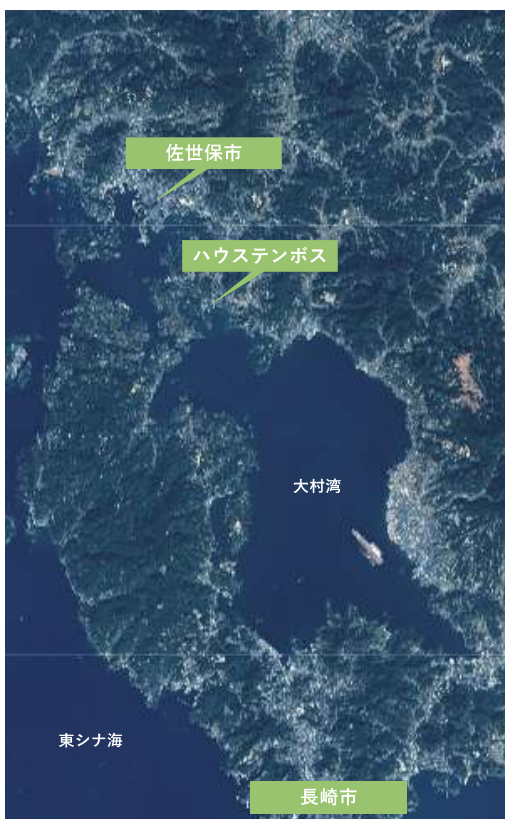 佐世保市
ハウステンボス
大村湾
東シナ海
長崎市